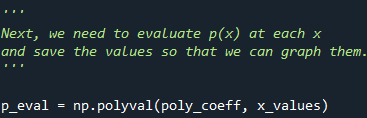 '''
Next, we need to evaluate p(x) at each x
and save the values so that we can graph them.
'''
p_eval = np.polyval(poly_coeff, x_values)